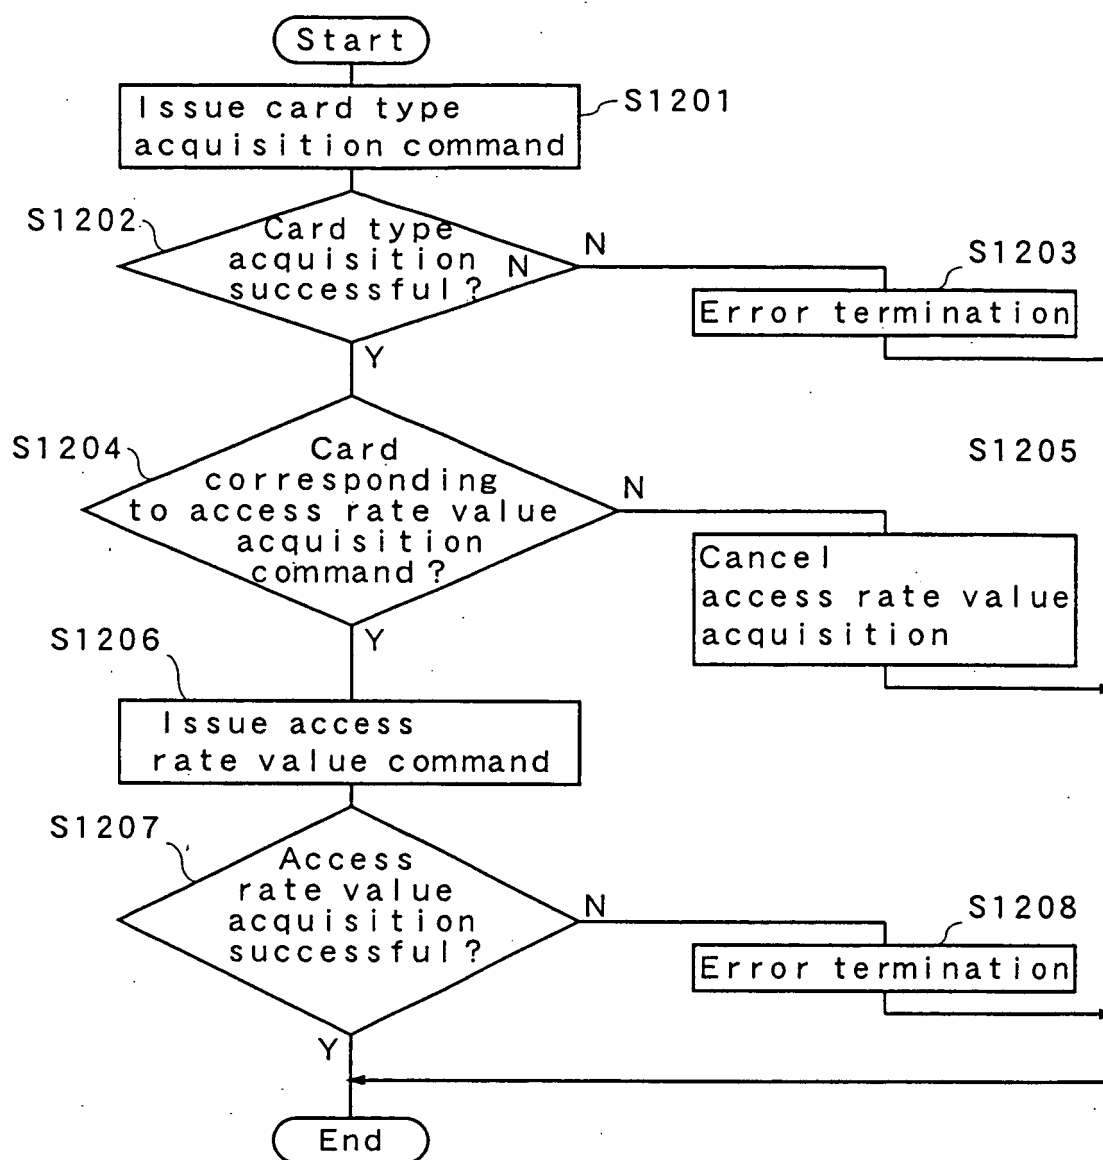 Start
Issue card type
acquisition command
S1201
S1202
Card type
acquisition
successful?
N
N
S1203
Error termination
Y
S1204
Card
corresponding
to access rate value
acquisition
command?
N
S1205
Cancel
access rate value
acquisition
Y
S1206
Issue access
rate value command
S1207
Access
rate value
acquisition
successful?
N
S1208
Error termination
Y
End